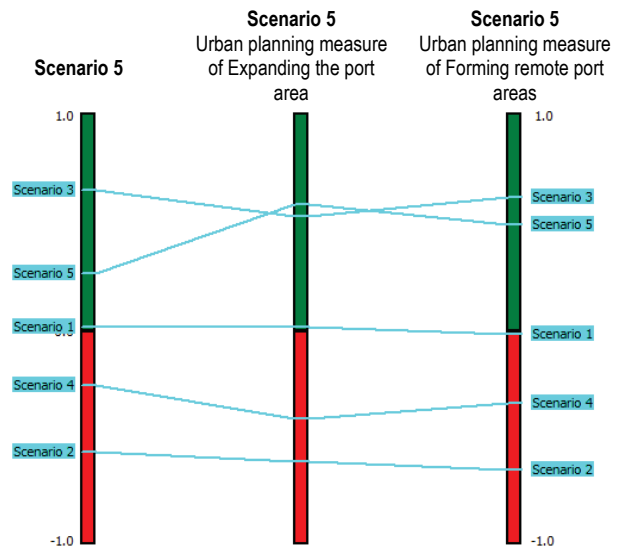 Scenario 5
Scenario 5
Urban planning measure
of Expanding the port
area
Scenario 5
Urban planning measure
of Forming remote port
areas
1.0
1.0
Scenario 3
Scenario 3
Scenario 5
Scenario 5
Scenario 1
Scenario 1
Scenario 4
Scenario 4
Scenario 2
Scenario 2
-1.0
-1.0